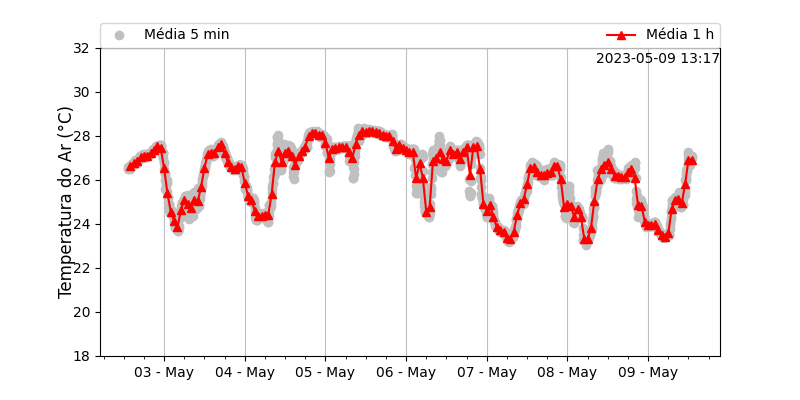 Média 5 min
Média 1 h
2023-05-09 13:17
Temperatura do Ar (°C)
32
30
28
26
24
22
20
18
03 - May
04 - May
05 - May
06 - May
07 - May
08 - May
09 - May